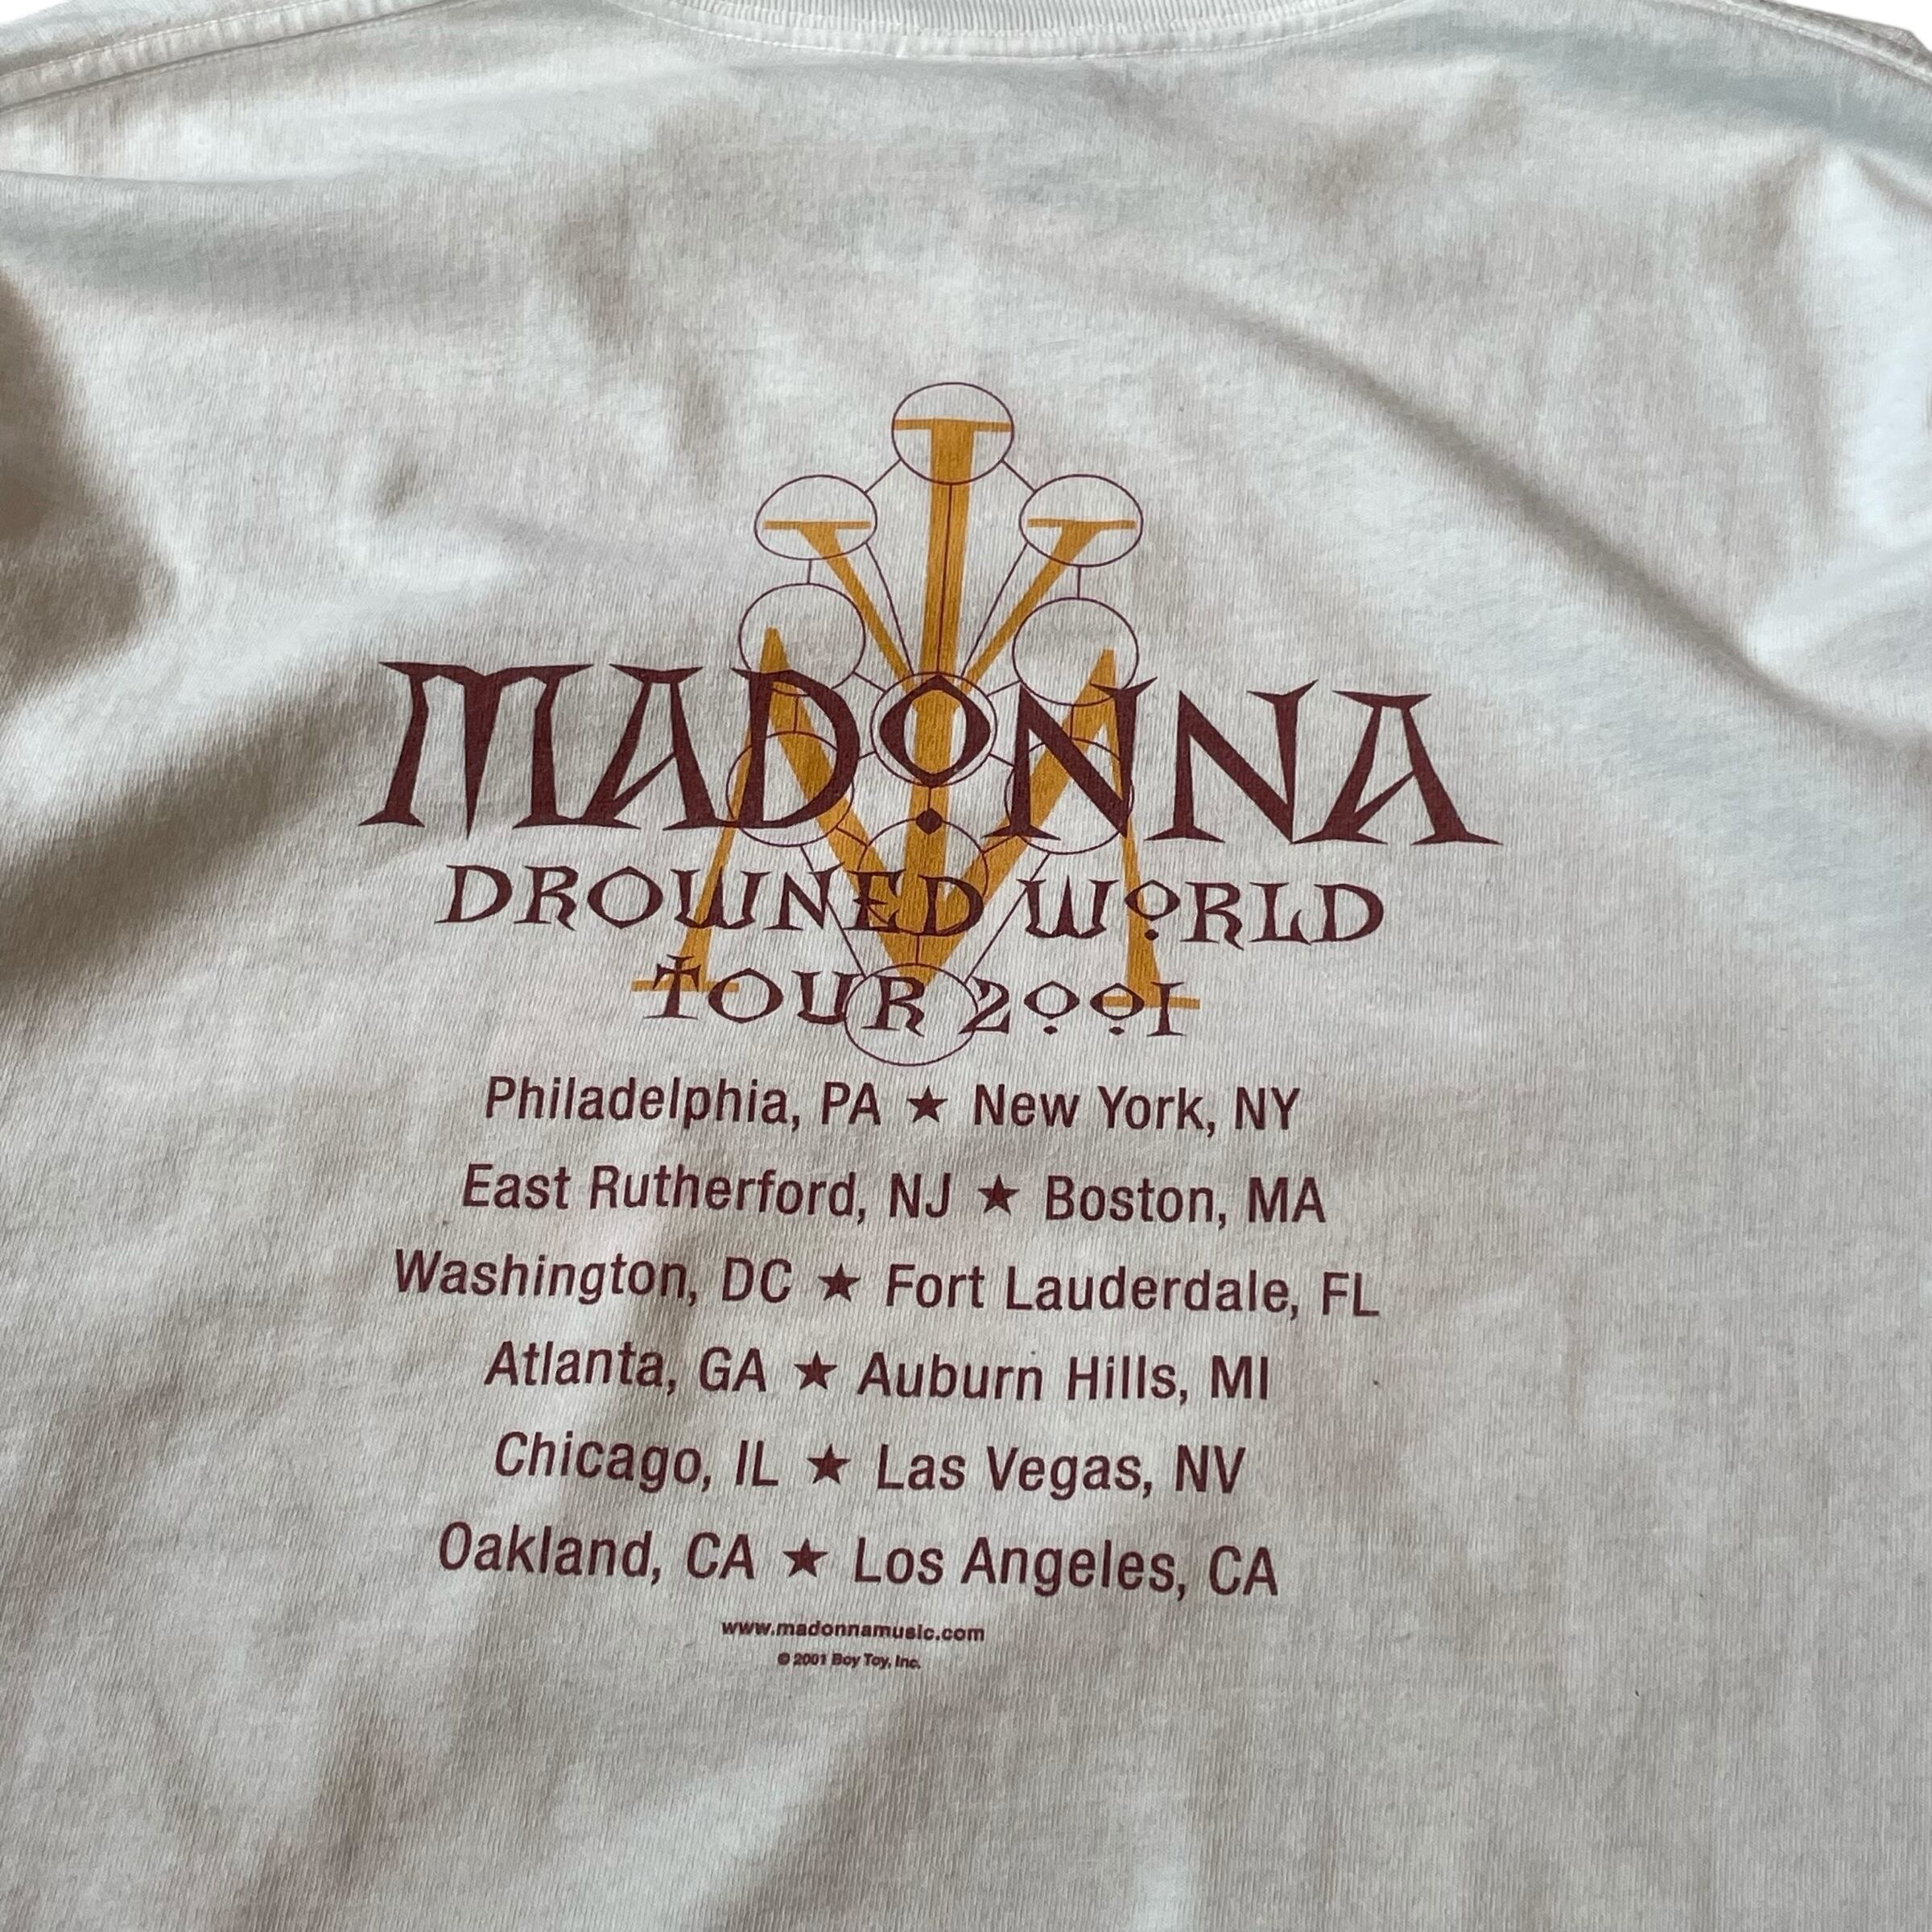 MADONNA
DROWNED WORLD
TOUR 2001
Philadelphia, PA ★ New York, NY
East Rutherford, NJ ★ Boston, MA
Washington, DC ★ Fort Lauderdale, FL
Atlanta, GA ★ Auburn Hills, MI
Chicago, IL ★ Las Vegas, NV
Oakland, CA ★ Los Angeles, CA
www.madonnamusic.com
© 2001 Boy Toy, Inc.